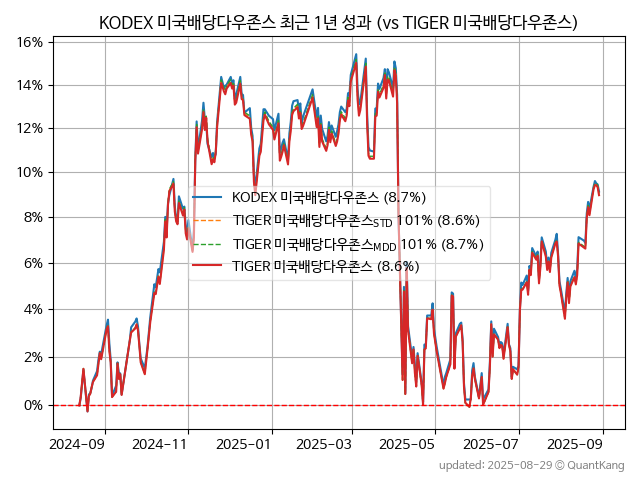 KODEX 미국배당다우존스 최근 1년 성과 (vs TIGER 미국배당다우존스)
16%
14%
12%
10%
8%
6%
4%
2%
0%
KODEX 미국배당다우존스 (8.7%)
TIGER 미국배당다우존스STD 101% (8.6%)
TIGER 미국배당다우존스MDD 101% (8.7%)
TIGER 미국배당다우존스 (8.6%)
2024-09 2024-11 2025-01 2025-03 2025-05 2025-07 2025-09
updated: 2025-08-29 © QuantKang